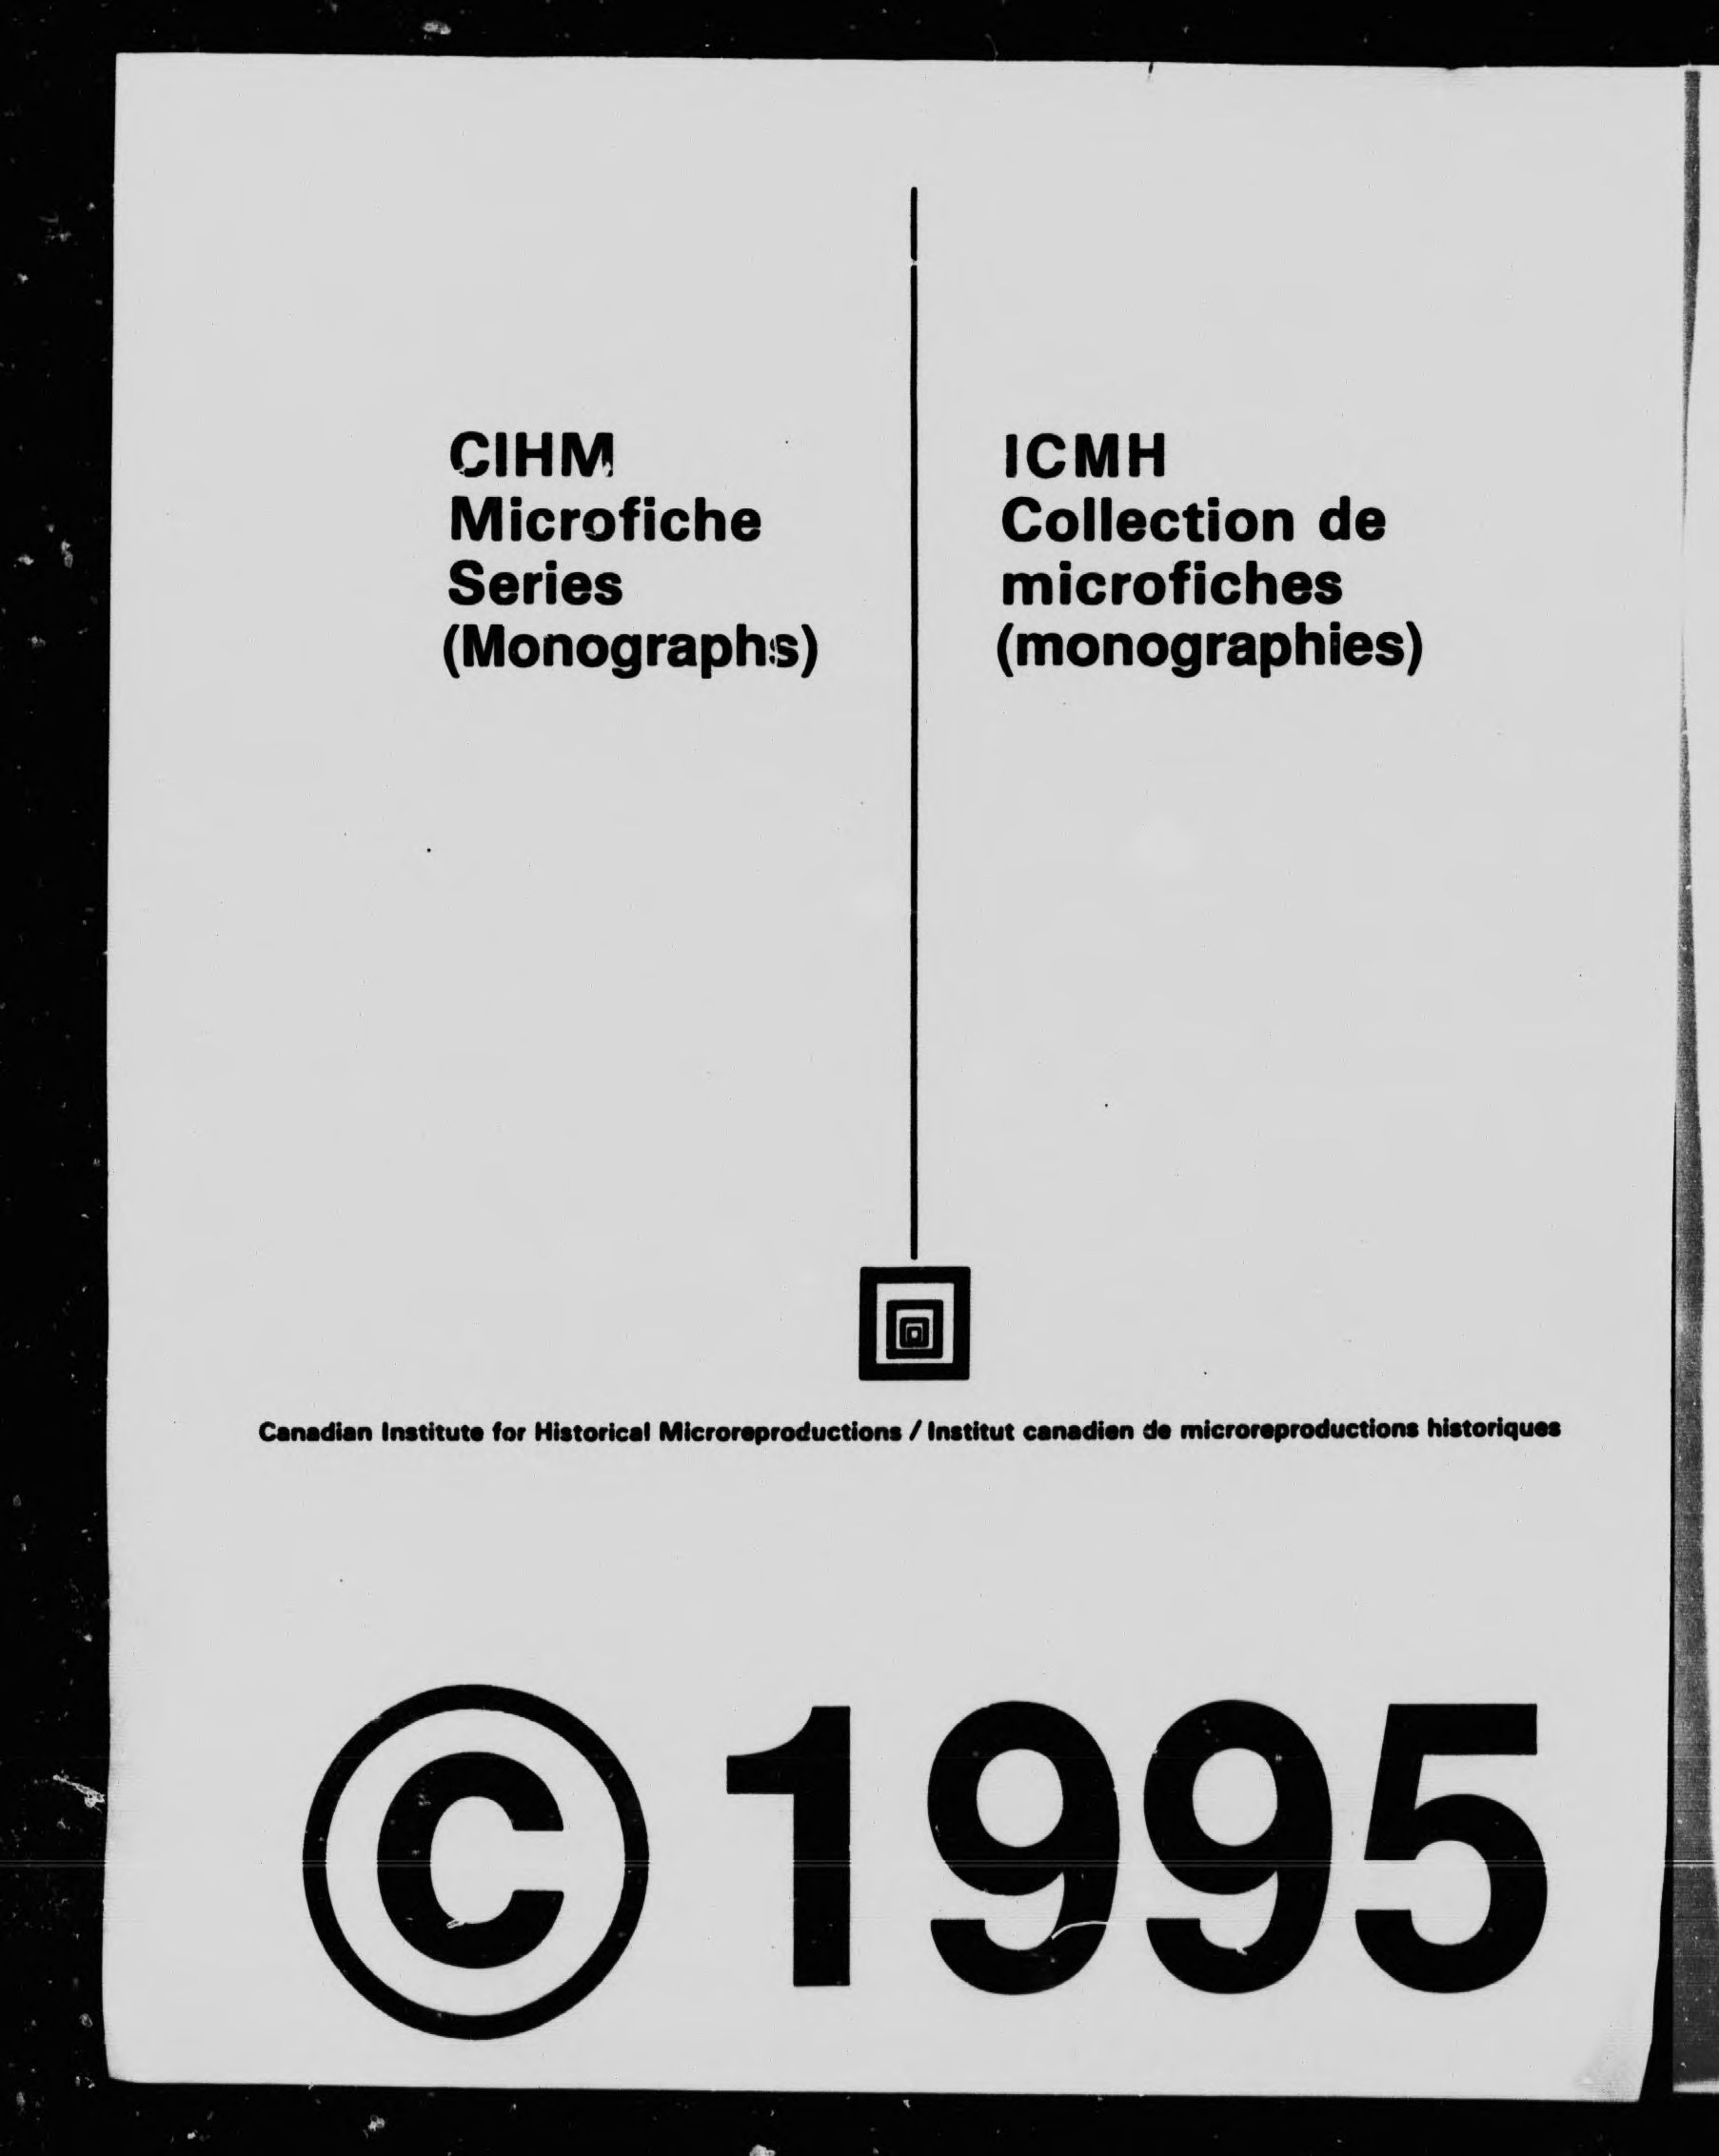 CIHM
Microfiche
Series
(Monographs)
ICMH
Collection de
microfiches
(monographies)
Canadian Institute for Historical Microreproductions / Institut canadien de microreproductions historiques
© 1995